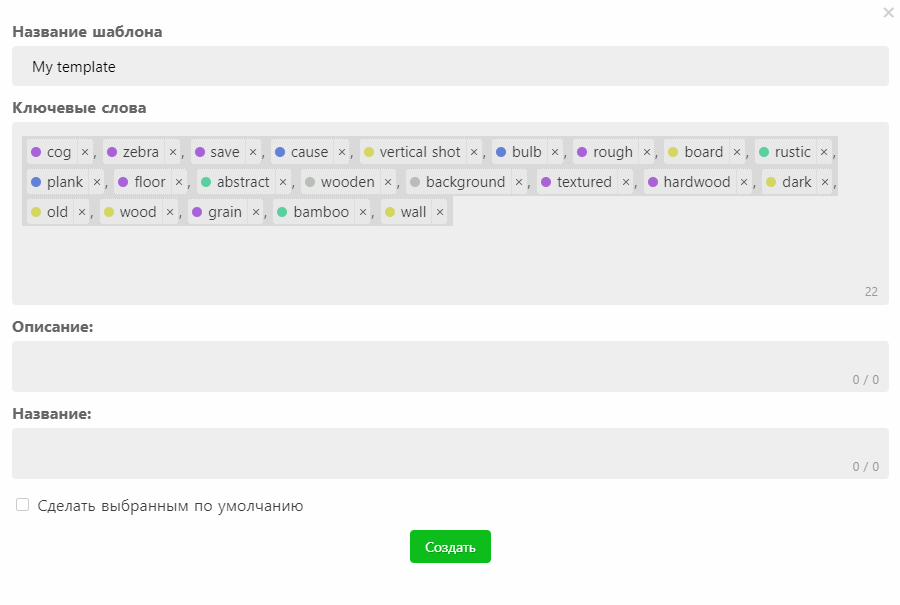 Название шаблона
My template
Ключевые слова
cog ×, zebra ×, save ×, cause ×, vertical shot ×, bulb ×, rough ×, board ×, rustic ×,
plank ×, floor ×, abstract ×, wooden ×, background ×, textured ×, hardwood ×, dark ×,
old ×, wood ×, grain ×, bamboo ×, wall ×
22
Описание:
0 / 0
Название:
0 / 0
Сделать выбранным по умолчанию
Создать